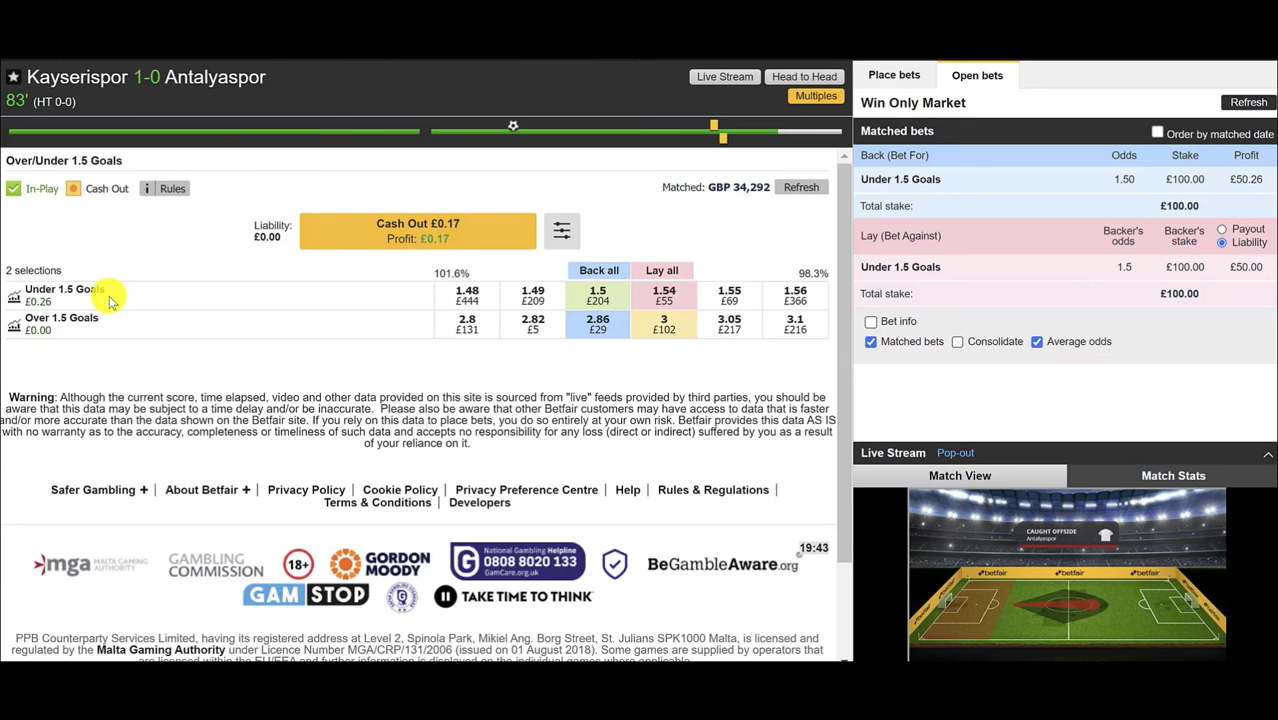 Kayserispor 1-0 Antalyaspor
Live Stream
Head to Head
83' (HT 0-0)
Multiples
Over/Under 1.5 Goals
In-Play
Cash Out
i Rules
Matched: GBP 34,292
Refresh
Liability:
£0.00
Cash Out £0.17
Profit: £0.17
2 selections
101.6%
Back all
Lay all
98.3%
Under 1.5 Goals
£0.26
1.48 1.49 1.5 1.54 1.55 1.56
£444 £209 £204 £55 £69 £366
Over 1.5 Goals
£0.00
2.8 2.82 2.86 3 3.05 3.1
£131 £5 £29 £102 £217 £216
Warning: Although the current score, time elapsed, video and other data provided on this site is sourced from "live" feeds provided by third parties, you should be
aware that this data may be subject to a time delay and/or be inaccurate. Please also be aware that other Betfair customers may have access to data that is faster
and/or more accurate than the data shown on the Betfair site. If you rely on this data to place bets, you do so entirely at your own risk. Betfair provides this data AS IS
with no warranty as to the accuracy, completeness or timeliness of such data and accepts no responsibility for any loss (direct or indirect) suffered by you as a result
of your reliance on it.
Safer Gambling + About Betfair + Privacy Policy Cookie Policy Privacy Preference Centre Help Rules & Regulations
Terms & Conditions Developers
19:43
mga MALTA GAMING AUTHORITY
GAMBLING COMMISSION
18+
GORDON MOODY
National Gambling Helpline
0808 8020 133
GamCare.org.uk
BeGambleAware.org
GAMSTOP
TAKE TIME TO THINK
PPB Counterparty Services Limited, having its registered address at Level 2, Spinola Park, Mikiel Ang. Borg Street, St. Julians SPK1000 Malta, is licensed and
regulated by the Malta Gaming Authority under Licence Number MGA/CRP/131/2006 (issued on 01 August 2018). Some games are supplied by operators that
Place bets
Open bets
Win Only Market
Refresh
Matched bets
Order by matched date
Back (Bet For) Odds Stake Profit
Under 1.5 Goals 1.50 £100.00 £50.26
Total stake: £100.00
Lay (Bet Against)
Backer's odds
Backer's stake
Payout
Liability
Under 1.5 Goals 1.5 £100.00 £50.00
Total stake: £100.00
Bet info
Matched bets
Consolidate
Average odds
Live Stream Pop-out
Match View
Match Stats
CAUGHT OFFSIDE
Antalyaspor
betfair betfair betfair